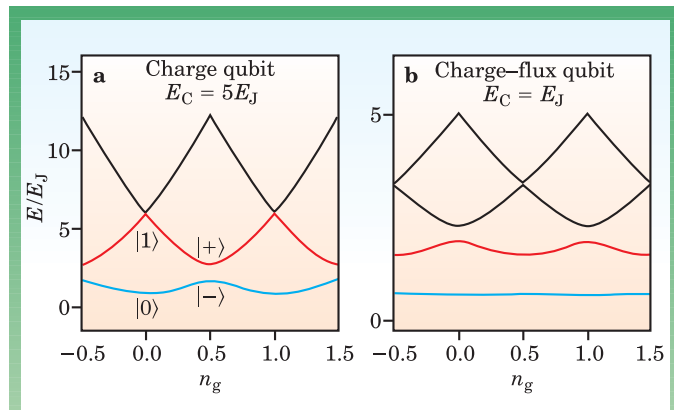 a Charge qubit
E_C = 5E_J
15
10
5
0
E/E_J
|1⟩ |+⟩
|0⟩ |−⟩
−0.5 0.0 0.5 1.0 1.5
n_g
b Charge–flux qubit
E_C = E_J
5
0
−0.5 0.0 0.5 1.0 1.5
n_g